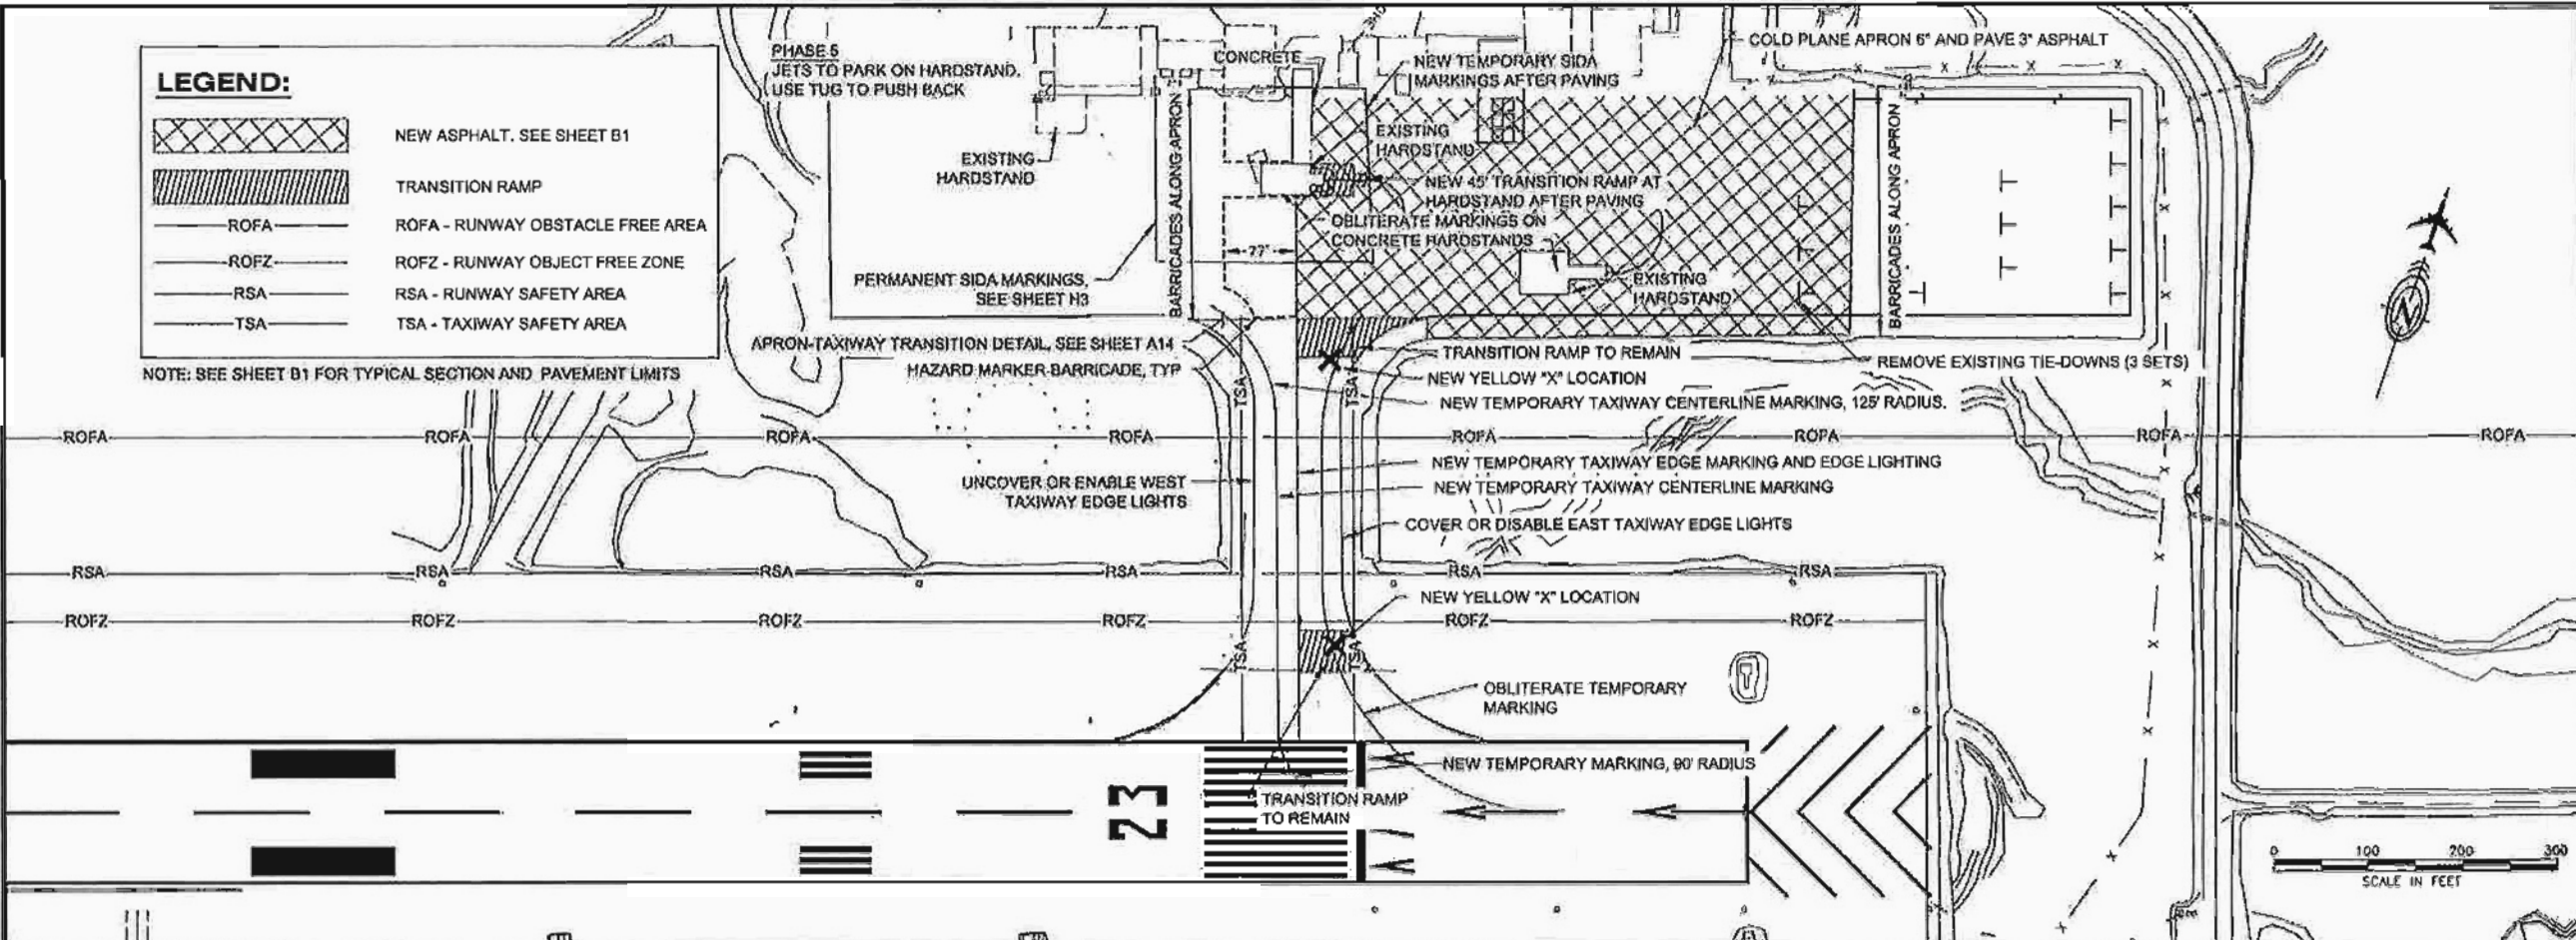 LEGEND:
NEW ASPHALT. SEE SHEET B1
TRANSITION RAMP
ROFA
ROFA - RUNWAY OBSTACLE FREE AREA
ROFZ
ROFZ - RUNWAY OBJECT FREE ZONE
RSA
RSA - RUNWAY SAFETY AREA
TSA
TSA - TAXIWAY SAFETY AREA
NOTE: SEE SHEET B1 FOR TYPICAL SECTION AND PAVEMENT LIMITS
PHASE 5
JETS TO PARK ON HARDSTAND.
USE TUG TO PUSH BACK
CONCRETE
NEW TEMPORARY SIDA
MARKINGS AFTER PAVING
COLD PLANE APRON 6" AND PAVE 3" ASPHALT
EXISTING
HARDSTAND
BARRICADES ALONG APRON
EXISTING
HARDSTAND
NEW 45' TRANSITION RAMP AT
HARDSTAND AFTER PAVING
OBLITERATE MARKINGS ON
CONCRETE HARDSTANDS
77'
EXISTING
HARDSTAND
BARRICADES ALONG APRON
PERMANENT SIDA MARKINGS,
SEE SHEET H3
N
APRON-TAXIWAY TRANSITION DETAIL, SEE SHEET A14
HAZARD MARKER BARRICADE, TYP
TRANSITION RAMP TO REMAIN
REMOVE EXISTING TIE-DOWNS (3 SETS)
NEW YELLOW "X" LOCATION
TSA
TSA
NEW TEMPORARY TAXIWAY CENTERLINE MARKING, 125' RADIUS.
ROFA
ROFA
ROFA
ROFA
ROFA
ROFA
ROFA
ROFA
NEW TEMPORARY TAXIWAY EDGE MARKING AND EDGE LIGHTING
UNCOVER OR ENABLE WEST
TAXIWAY EDGE LIGHTS
NEW TEMPORARY TAXIWAY CENTERLINE MARKING
COVER OR DISABLE EAST TAXIWAY EDGE LIGHTS
RSA
RSA
RSA
RSA
RSA
RSA
NEW YELLOW "X" LOCATION
ROFZ
ROFZ
ROFZ
ROFZ
ROFZ
ROFZ
TSA
TSA
OBLITERATE TEMPORARY
MARKING
NEW TEMPORARY MARKING, 90' RADIUS
23
TRANSITION RAMP
TO REMAIN
0 100 200 300
SCALE IN FEET